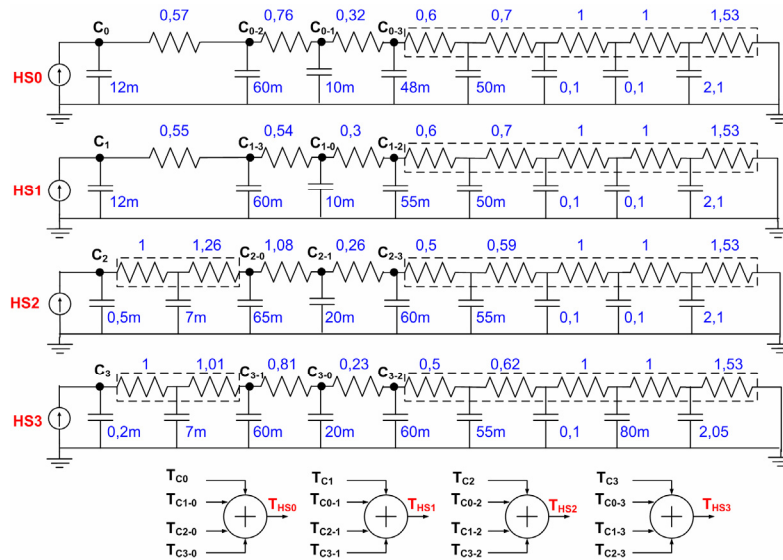 0,57 0,76 0,32 0,6 0,7 1 1 1,53
C0 C0-2 C0-1 C0-3
HS0
12m 60m 10m 48m 50m 0,1 0,1 2,1
0,55 0,54 0,3 0,6 0,7 1 1 1,53
C1 C1-3 C1-0 C1-2
HS1
12m 60m 10m 55m 50m 0,1 0,1 2,1
1 1,26 1,08 0,26 0,5 0,59 1 1 1,53
C2 C2-0 C2-1 C2-3
HS2
0,5m 7m 65m 20m 60m 55m 0,1 0,1 2,1
1 1,01 0,81 0,23 0,5 0,62 1 1 1,53
C3 C3-1 C3-0 C3-2
HS3
0,2m 7m 60m 20m 60m 55m 0,1 80m 2,05
TC0 TC1 TC2 TC3
TC1-0 THS0 TC0-1 THS1 TC0-2 THS2 TC0-3 THS3
TC2-0 TC2-1 TC1-2 TC1-3
TC3-0 TC3-1 TC3-2 TC2-3